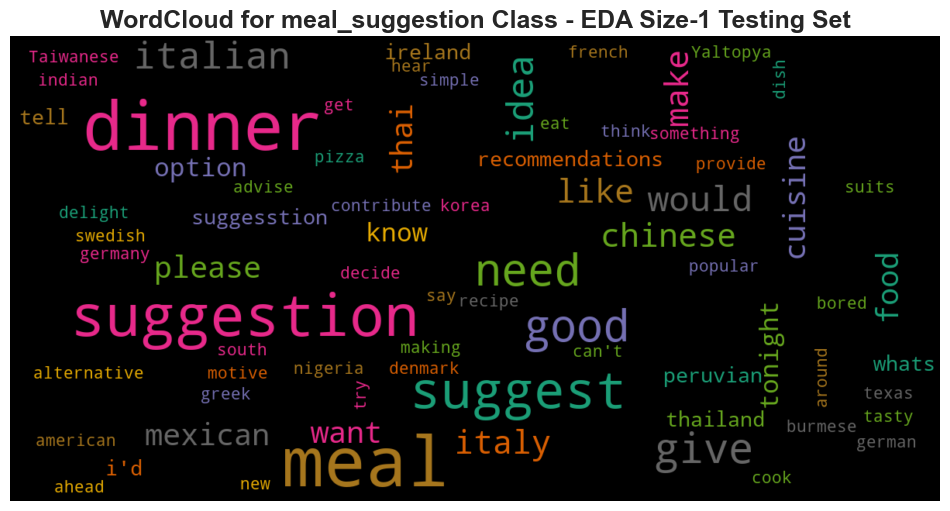 WordCloud for meal_suggestion Class - EDA Size-1 Testing Set
Taiwanese italian ireland french Yaltopya
hear
indian simple idea make dish
tell dinner get thai eat think something
option pizza recommendations provide cuisine
advise like would suits
delight suggesstion contribute korea
swedish know chinese
germany please decide need popular food
suggestion say recipe good bored
south making can't tonight
alternative motive nigeria denmark peruvian around whats
greek try suggest texas
thailand tasty
american mexican want italy give burmese german
i'd meal
ahead new cook